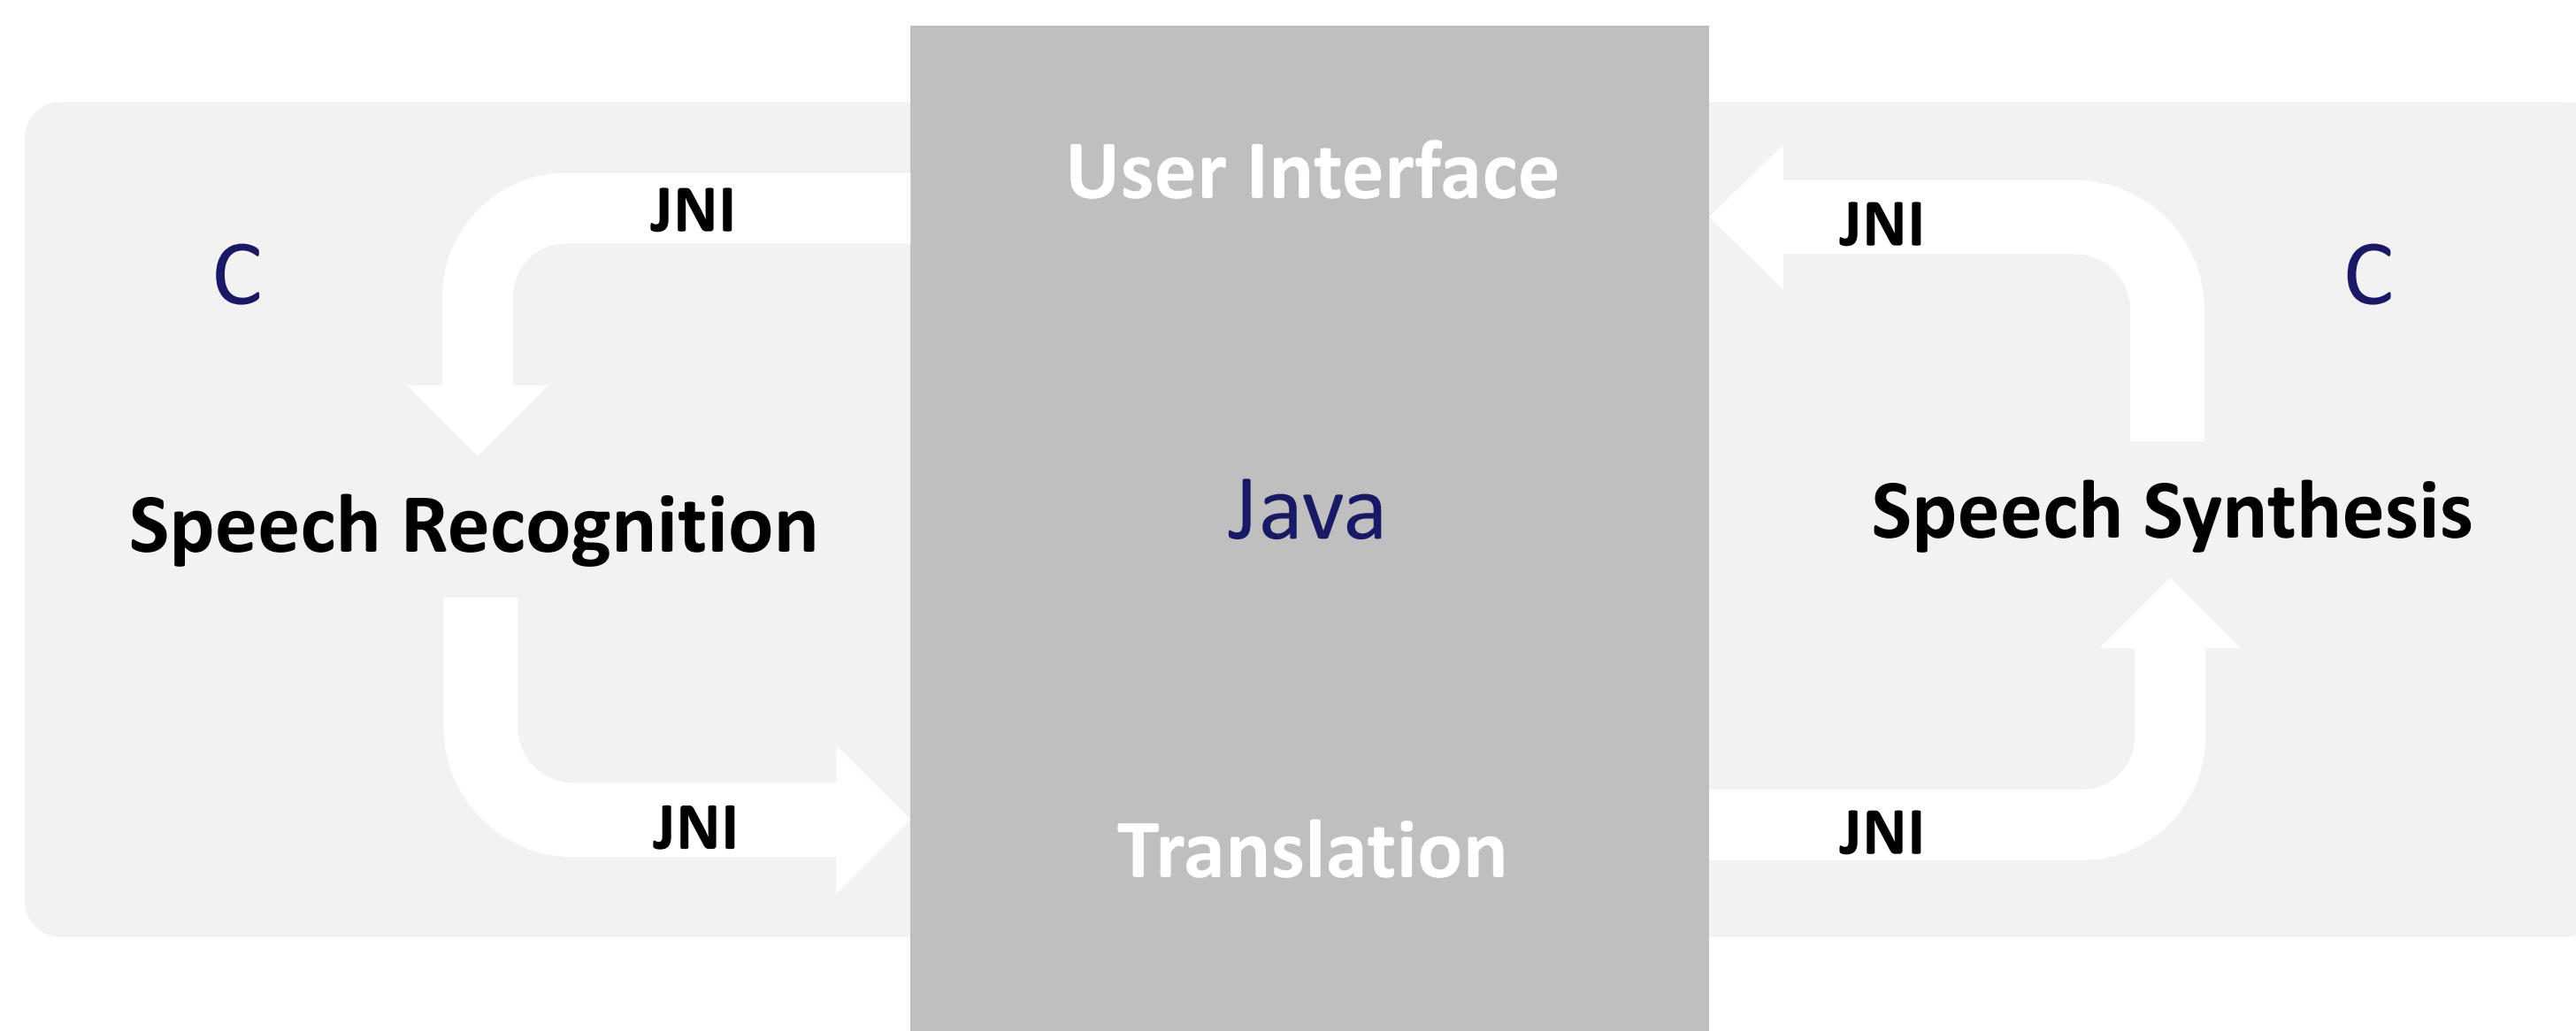 User Interface
JNI
JNI
C
C
Speech Recognition
Java
Speech Synthesis
JNI
Translation
JNI